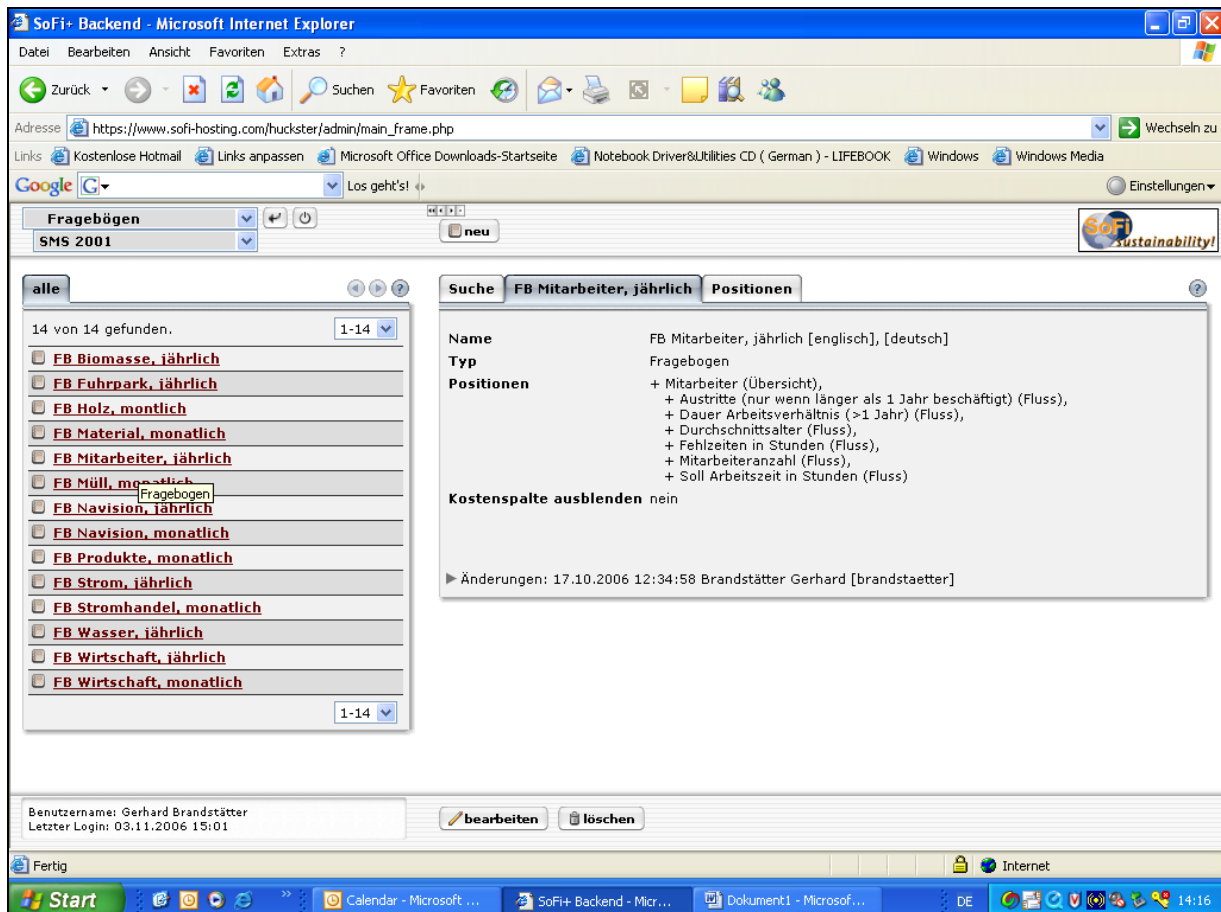 SoFi+ Backend - Microsoft Internet Explorer
Datei Bearbeiten Ansicht Favoriten Extras ?
Zurück Suchen Favoriten
Adresse https://www.sofi-hosting.com/huckster/admin/main_frame.php Wechseln zu
Links Kostenlose Hotmail Links anpassen Microsoft Office Downloads-Startseite Notebook Driver&Utilities CD ( German ) - LIFEBOOK Windows Windows Media
Google G Los geht's! Einstellungen
Fragebögen
SMS 2001
neu
SoFi sustainability!
alle
14 von 14 gefunden. 1-14
FB Biomasse, jährlich
FB Fuhrpark, jährlich
FB Holz, montlich
FB Material, monatlich
FB Mitarbeiter, jährlich
FB Müll, monatlich
Fragebogen
FB Navision, jährlich
FB Navision, monatlich
FB Produkte, monatlich
FB Strom, jährlich
FB Stromhandel, monatlich
FB Wasser, jährlich
FB Wirtschaft, jährlich
FB Wirtschaft, monatlich
1-14
Suche FB Mitarbeiter, jährlich Positionen
Name FB Mitarbeiter, jährlich [englisch], [deutsch]
Typ Fragebogen
Positionen + Mitarbeiter (Übersicht),
+ Austritte (nur wenn länger als 1 Jahr beschäftigt) (Fluss),
+ Dauer Arbeitsverhältnis (>1 Jahr) (Fluss),
+ Durchschnittsalter (Fluss),
+ Fehlzeiten in Stunden (Fluss),
+ Mitarbeiteranzahl (Fluss),
+ Soll Arbeitszeit in Stunden (Fluss)
Kostenspalte ausblenden nein
Änderungen: 17.10.2006 12:34:58 Brandstätter Gerhard [brandstaetter]
Benutzername: Gerhard Brandstätter
Letzter Login: 03.11.2006 15:01
bearbeiten löschen
Fertig Internet
Start Calendar - Microsoft ... SoFi+ Backend - Micr... Dokument1 - Microsof... DE 14:16